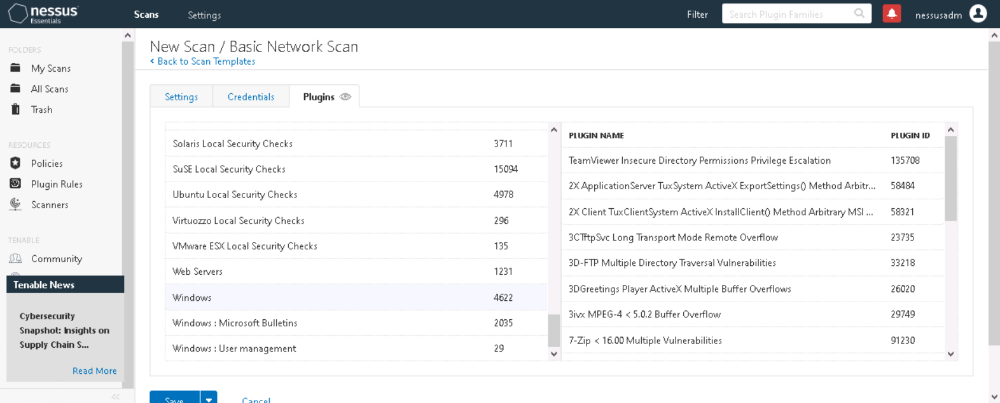 nessus
Essentials
Scans
Settings
Filter
Search Plugin Families
nessusadm
FOLDERS
My Scans
All Scans
Trash
RESOURCES
Policies
Plugin Rules
Scanners
TENABLE
Community
Tenable News
Cybersecurity
Snapshot: Insights on
Supply Chain S...
Read More
New Scan / Basic Network Scan
Back to Scan Templates
Settings
Credentials
Plugins
Solaris Local Security Checks 3711
SuSE Local Security Checks 15094
Ubuntu Local Security Checks 4978
Virtuozzo Local Security Checks 296
VMware ESX Local Security Checks 135
Web Servers 1231
Windows 4622
Windows : Microsoft Bulletins 2035
Windows : User management 29
PLUGIN NAME PLUGIN ID
TeamViewer Insecure Directory Permissions Privilege Escalation 135708
2X ApplicationServer TuxSystem ActiveX ExportSettings() Method Arbitr... 58484
2X Client TuxClientSystem ActiveX InstallClient() Method Arbitrary MSI ... 58321
3CTftpSvc Long Transport Mode Remote Overflow 23735
3D-FTP Multiple Directory Traversal Vulnerabilities 33218
3DGreetings Player ActiveX Multiple Buffer Overflows 26020
3ivx MPEG-4 < 5.0.2 Buffer Overflow 29749
7-Zip < 16.00 Multiple Vulnerabilities 91230
Save
Cancel